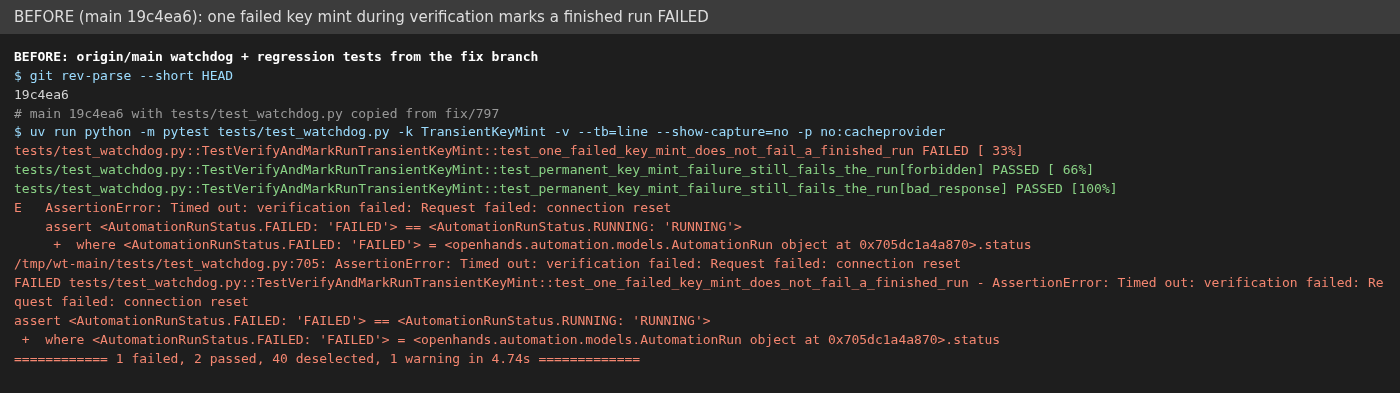 BEFORE (main 19c4ea6): one failed key mint during verification marks a finished run FAILED
BEFORE: origin/main watchdog + regression tests from the fix branch
$ git rev-parse --short HEAD
19c4ea6
# main 19c4ea6 with tests/test_watchdog.py copied from fix/797
$ uv run python -m pytest tests/test_watchdog.py -k TransientKeyMint -v --tb=line --show-capture=no -p no:cacheprovider
tests/test_watchdog.py::TestVerifyAndMarkRunTransientKeyMint::test_one_failed_key_mint_does_not_fail_a_finished_run FAILED [ 33%]
tests/test_watchdog.py::TestVerifyAndMarkRunTransientKeyMint::test_permanent_key_mint_failure_still_fails_the_run[forbidden] PASSED [ 66%]
tests/test_watchdog.py::TestVerifyAndMarkRunTransientKeyMint::test_permanent_key_mint_failure_still_fails_the_run[bad_response] PASSED [100%]
E   AssertionError: Timed out: verification failed: Request failed: connection reset
    assert <AutomationRunStatus.FAILED: 'FAILED'> == <AutomationRunStatus.RUNNING: 'RUNNING'>
     +  where <AutomationRunStatus.FAILED: 'FAILED'> = <openhands.automation.models.AutomationRun object at 0x705dc1a4a870>.status
/tmp/wt-main/tests/test_watchdog.py:705: AssertionError: Timed out: verification failed: Request failed: connection reset
FAILED tests/test_watchdog.py::TestVerifyAndMarkRunTransientKeyMint::test_one_failed_key_mint_does_not_fail_a_finished_run - AssertionError: Timed out: verification failed: Re
quest failed: connection reset
assert <AutomationRunStatus.FAILED: 'FAILED'> == <AutomationRunStatus.RUNNING: 'RUNNING'>
 +  where <AutomationRunStatus.FAILED: 'FAILED'> = <openhands.automation.models.AutomationRun object at 0x705dc1a4a870>.status
============ 1 failed, 2 passed, 40 deselected, 1 warning in 4.74s =============